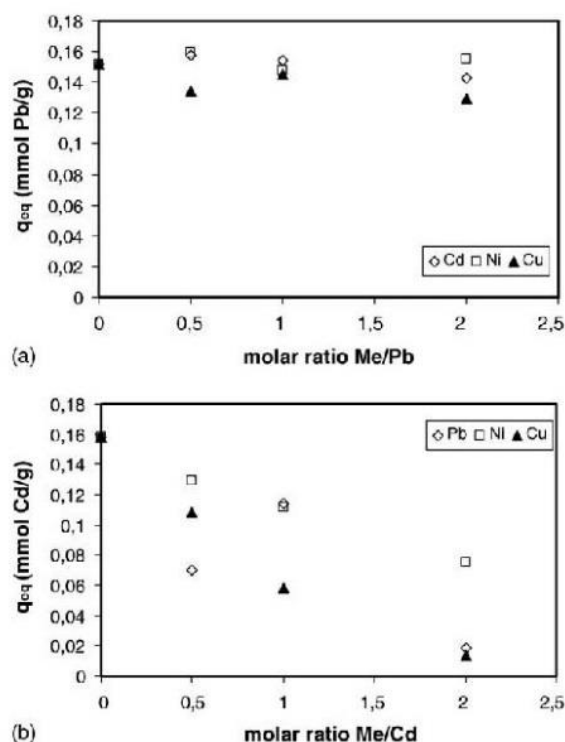 0,18
0,16
0,14
0,12
0,1
0,08
0,06
0,04
0,02
0
qeq (mmol Pb/g)
Cd Ni Cu
0 0,5 1 1,5 2 2,5
(a) molar ratio Me/Pb
0,18
0,16
0,14
0,12
0,1
0,08
0,06
0,04
0,02
0
qeq (mmol Cd/g)
Pb Ni Cu
0 0,5 1 1,5 2 2,5
(b) molar ratio Me/Cd